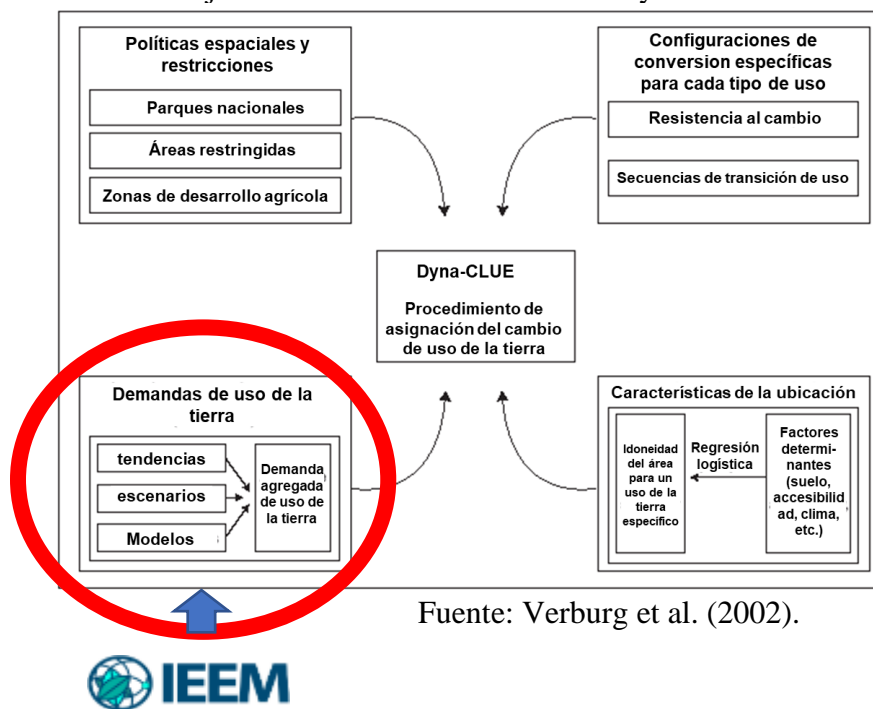 Políticas espaciales y
restricciones
Parques nacionales
Áreas restringidas
Zonas de desarrollo agrícola
Configuraciones de
conversion específicas
para cada tipo de uso
Resistencia al cambio
Secuencias de transición de uso
Dyna-CLUE
Procedimiento de
asignación del cambio
de uso de la tierra
Demandas de uso de la
tierra
tendencias
escenarios
Modelos
Demanda
agregada
de uso de
la tierra
Características de la ubicación
Idoneidad
del área
para un
uso de la
tierra
específico
Regresión
logística
Factores
determi-
nantes
(suelo,
accesibilid
ad, clima,
etc.)
Fuente: Verburg et al. (2002).
IEEM